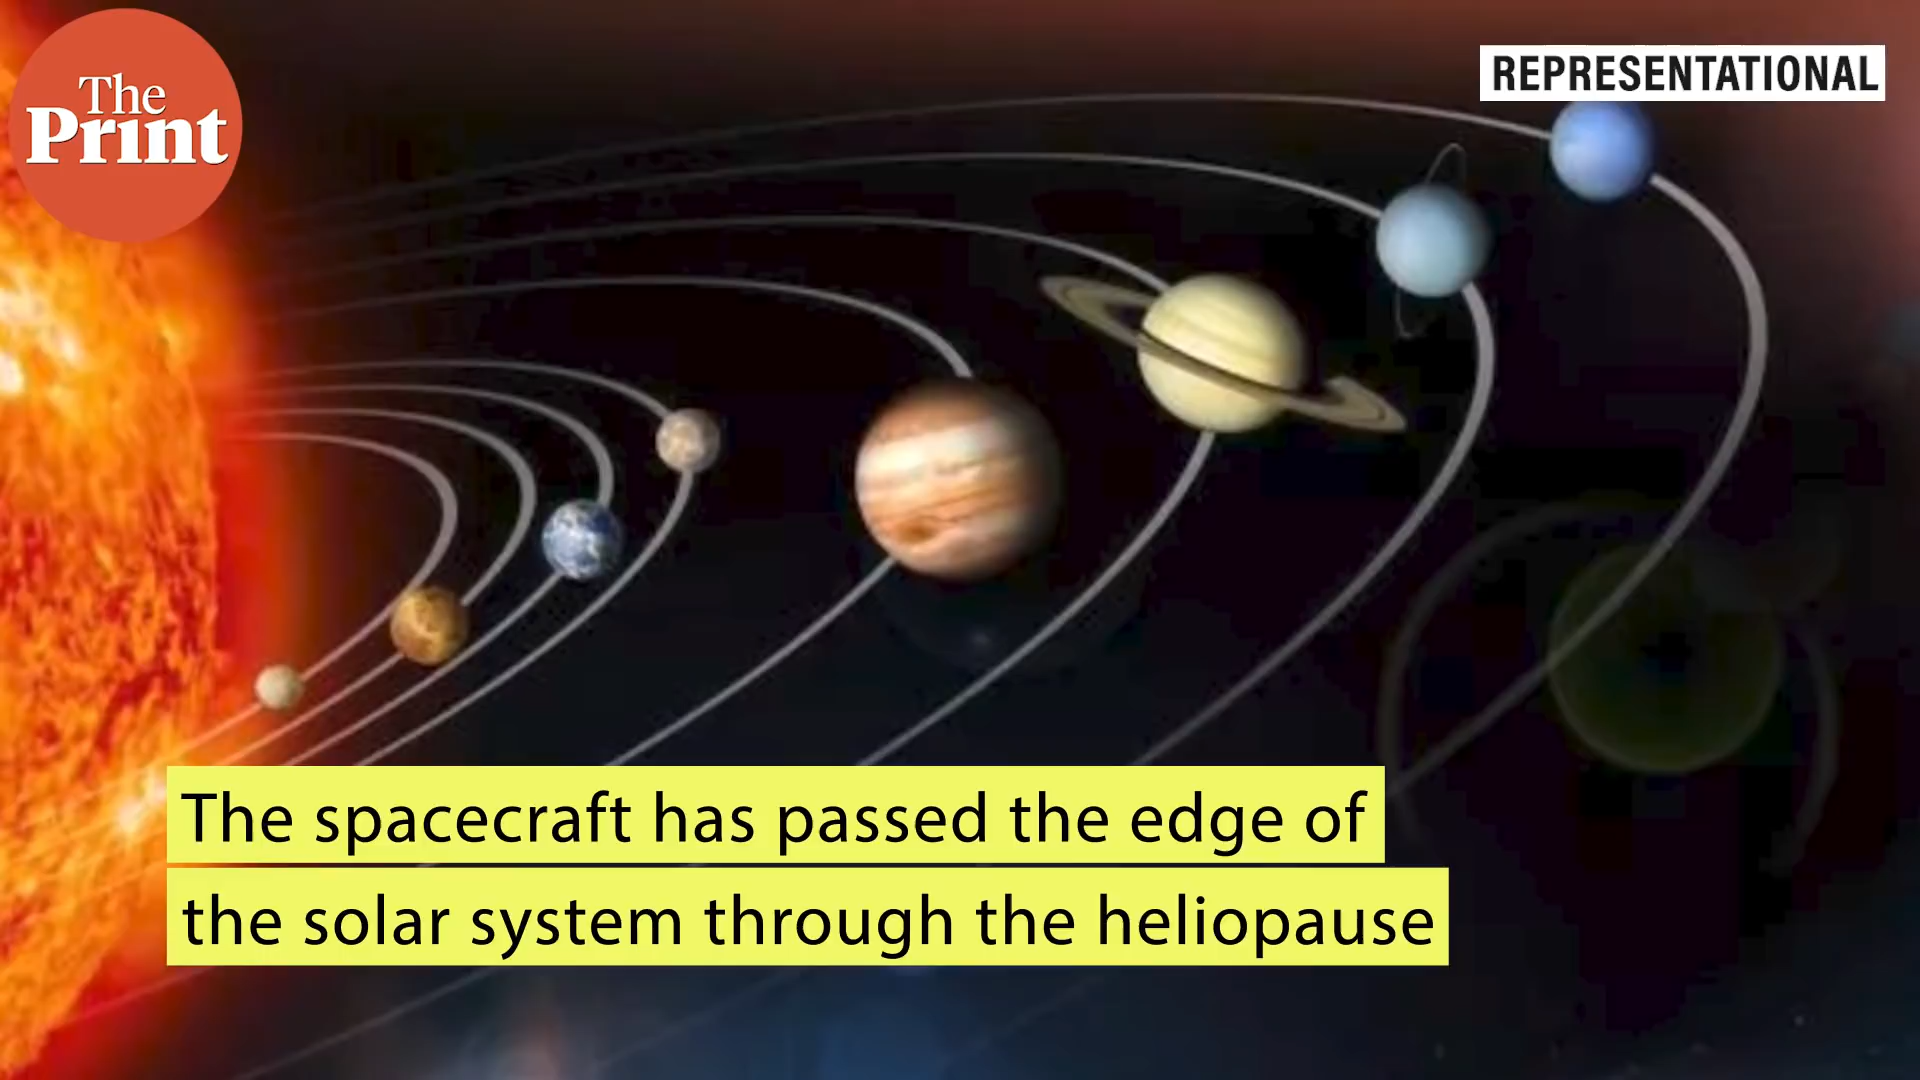 The
Print
REPRESENTATIONAL
The spacecraft has passed the edge of
the solar system through the heliopause